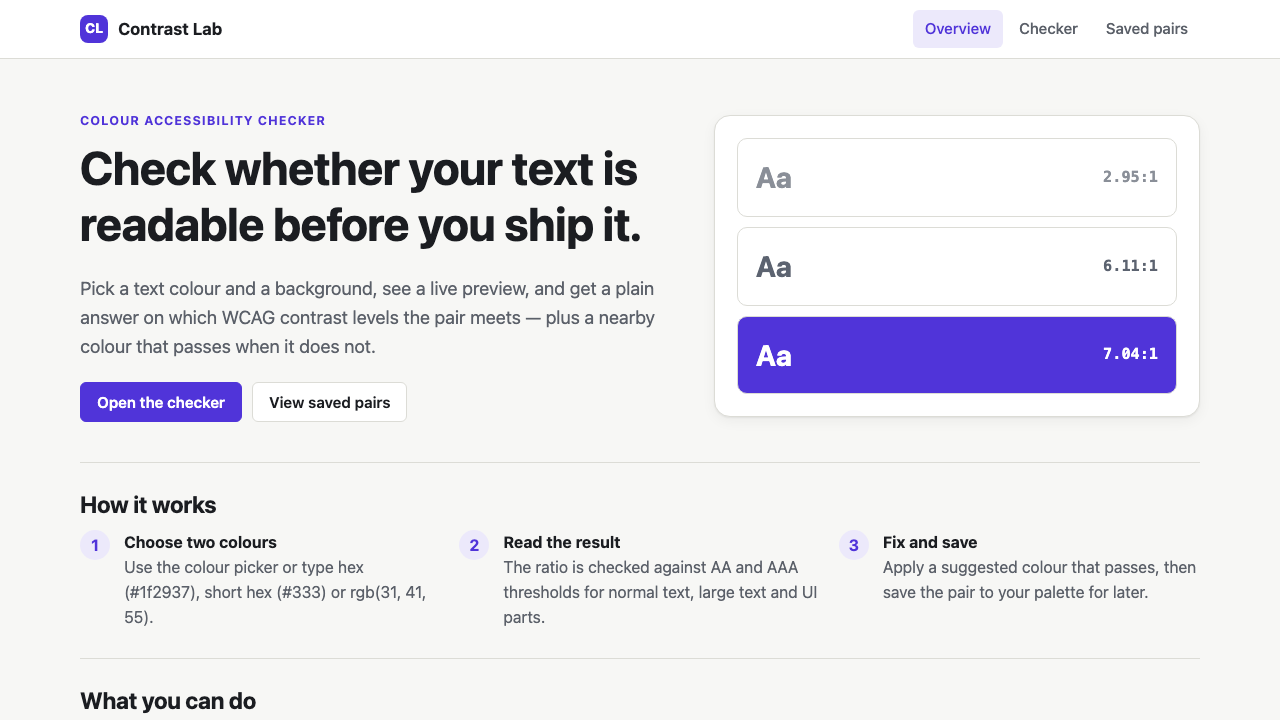 CL Contrast Lab
Overview Checker Saved pairs
COLOUR ACCESSIBILITY CHECKER
Check whether your text is
readable before you ship it.
Pick a text colour and a background, see a live preview, and get a plain
answer on which WCAG contrast levels the pair meets — plus a nearby
colour that passes when it does not.
Open the checker
View saved pairs
Aa 2.95:1
Aa 6.11:1
Aa 7.04:1
How it works
1
Choose two colours
Use the colour picker or type hex
(#1f2937), short hex (#333) or rgb(31, 41,
55).
2
Read the result
The ratio is checked against AA and AAA
thresholds for normal text, large text and UI
parts.
3
Fix and save
Apply a suggested colour that passes, then
save the pair to your palette for later.
What you can do